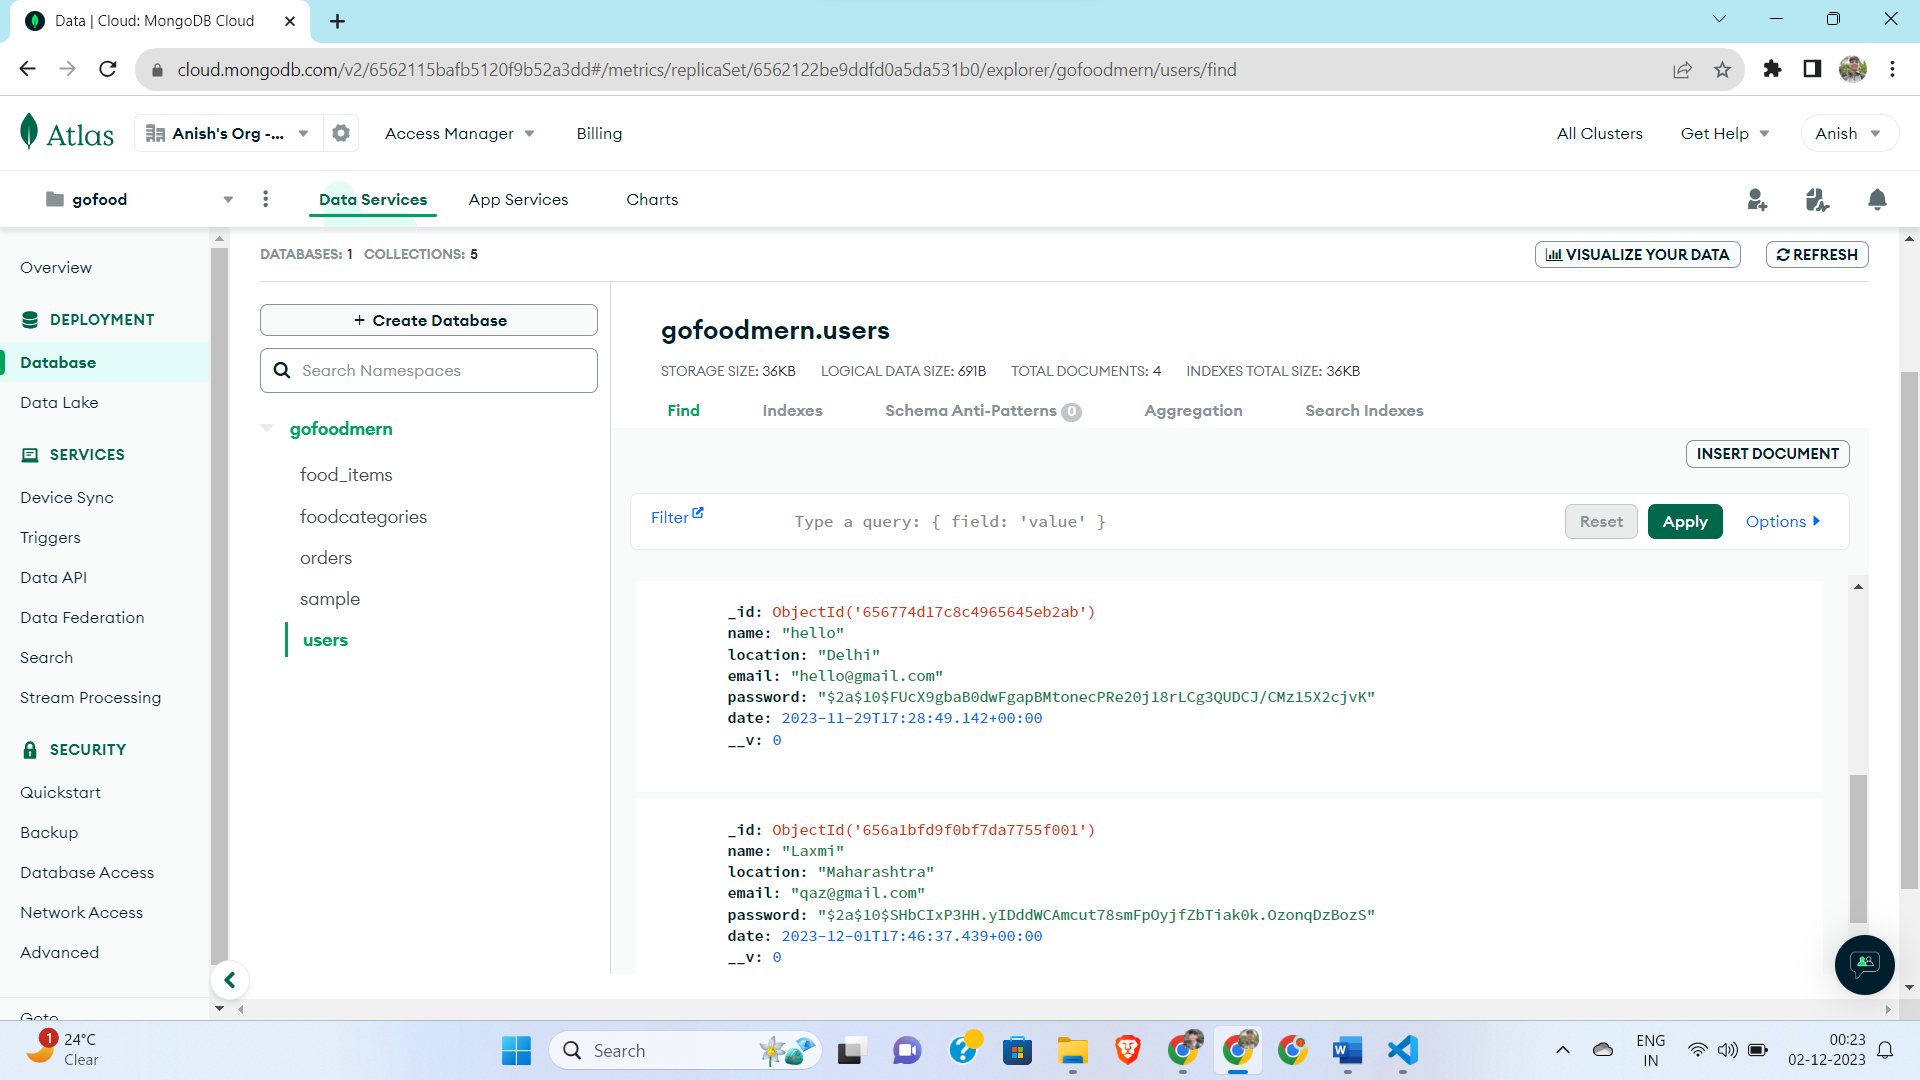 Data | Cloud: MongoDB Cloud
cloud.mongodb.com/v2/6562115bafb5120f9b52a3dd#/metrics/replicaSet/6562122be9ddfd0a5da531b0/explorer/gofoodmern/users/find
Atlas
Anish's Org -...
Access Manager
Billing
All Clusters
Get Help
Anish
gofood
Data Services
App Services
Charts
Overview
DEPLOYMENT
Database
Data Lake
SERVICES
Device Sync
Triggers
Data API
Data Federation
Search
Stream Processing
SECURITY
Quickstart
Backup
Database Access
Network Access
Advanced
Goto
DATABASES: 1 COLLECTIONS: 5
VISUALIZE YOUR DATA
REFRESH
+ Create Database
Search Namespaces
gofoodmern
food_items
foodcategories
orders
sample
users
gofoodmern.users
STORAGE SIZE: 36KB LOGICAL DATA SIZE: 691B TOTAL DOCUMENTS: 4 INDEXES TOTAL SIZE: 36KB
Find Indexes Schema Anti-Patterns 0 Aggregation Search Indexes
INSERT DOCUMENT
Filter
Type a query: { field: 'value' }
Reset
Apply
Options
_id: ObjectId('656774d17c8c4965645eb2ab')
name: "hello"
location: "Delhi"
email: "hello@gmail.com"
password: "$2a$10$FUcX9gbaB0dwFgapBMtonecPRe20j18rLCg3QUDCJ/CMz15X2cjvK"
date: 2023-11-29T17:28:49.142+00:00
__v: 0
_id: ObjectId('656a1bfd9f0bf7da7755f001')
name: "Laxmi"
location: "Maharashtra"
email: "qaz@gmail.com"
password: "$2a$10$SHbCIxP3HH.yIDddWCAmcut78smFpOyjfZbTiak0k.OzonqDzBozS"
date: 2023-12-01T17:46:37.439+00:00
__v: 0
1
24°C
Clear
Search
ENG
IN
00:23
02-12-2023